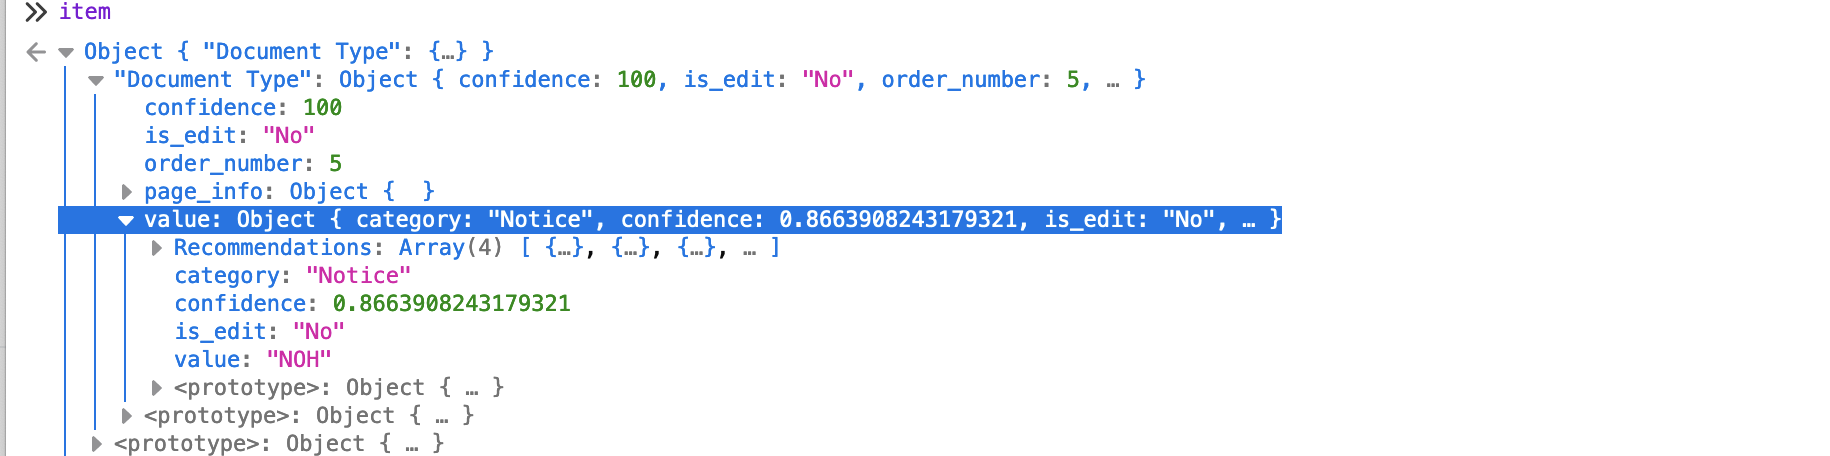 item
Object { "Document Type": {…} }
"Document Type": Object { confidence: 100, is_edit: "No", order_number: 5, … }
confidence: 100
is_edit: "No"
order_number: 5
page_info: Object {  }
value: Object { category: "Notice", confidence: 0.8663908243179321, is_edit: "No", … }
Recommendations: Array(4) [ {…}, {…}, {…}, … ]
category: "Notice"
confidence: 0.8663908243179321
is_edit: "No"
value: "NOH"
<prototype>: Object { … }
<prototype>: Object { … }
<prototype>: Object { … }